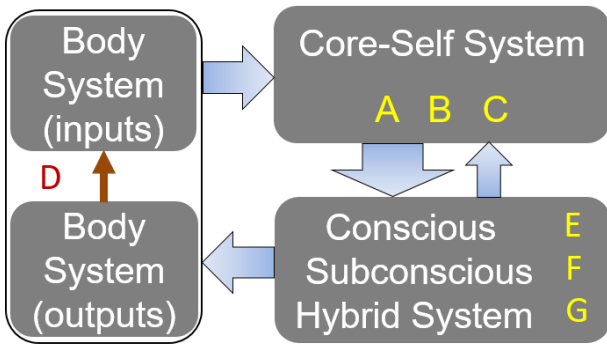 Body
System
(inputs)
Core-Self System
A B C
D
Body
System
(outputs)
Conscious E
Subconscious F
Hybrid System G